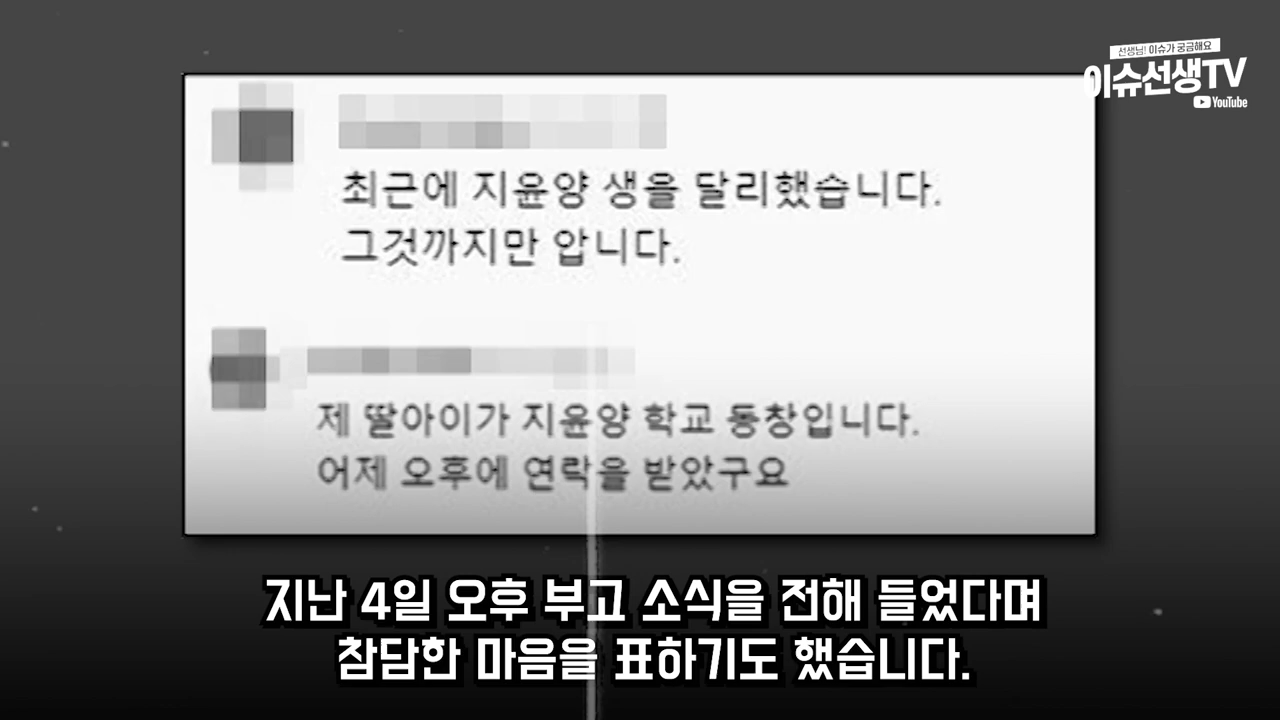 선생님! 이슈가 궁금해요
이슈선생TV
YouTube
최근에 지윤양 생을 달리했습니다.
그것까지만 압니다.
제 딸아이가 지윤양 학교 동창입니다.
어제 오후에 연락을 받았구요
지난 4일 오후 부고 소식을 전해 들었다며
참담한 마음을 표하기도 했습니다.